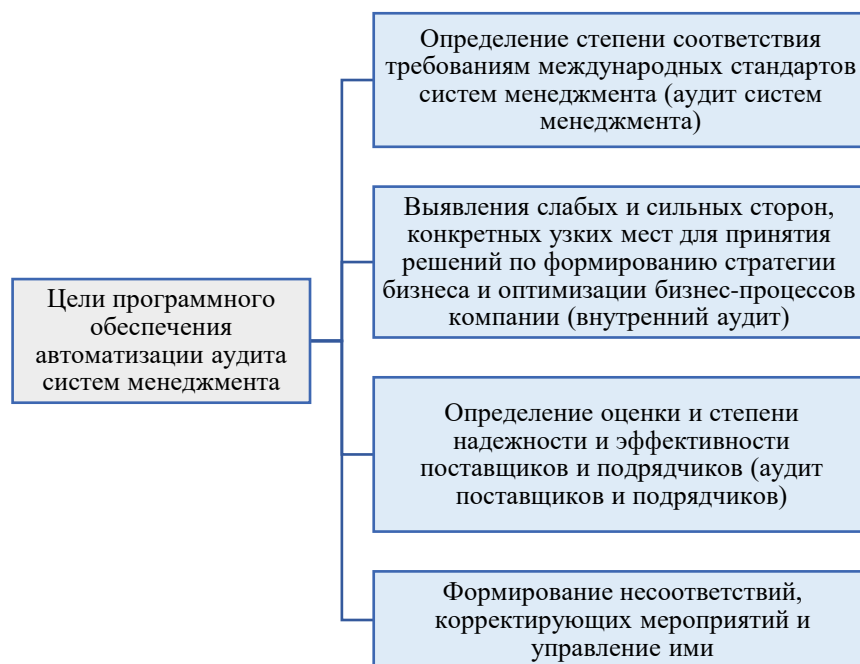 Определение степени соответствия
требованиям международных стандартов
систем менеджмента (аудит систем
менеджмента)
Выявления слабых и сильных сторон,
конкретных узких мест для принятия
решений по формированию стратегии
бизнеса и оптимизации бизнес-процессов
компании (внутренний аудит)
Цели программного
обеспечения
автоматизации аудита
систем менеджмента
Определение оценки и степени
надежности и эффективности
поставщиков и подрядчиков (аудит
поставщиков и подрядчиков)
Формирование несоответствий,
корректирующих мероприятий и
управление ими